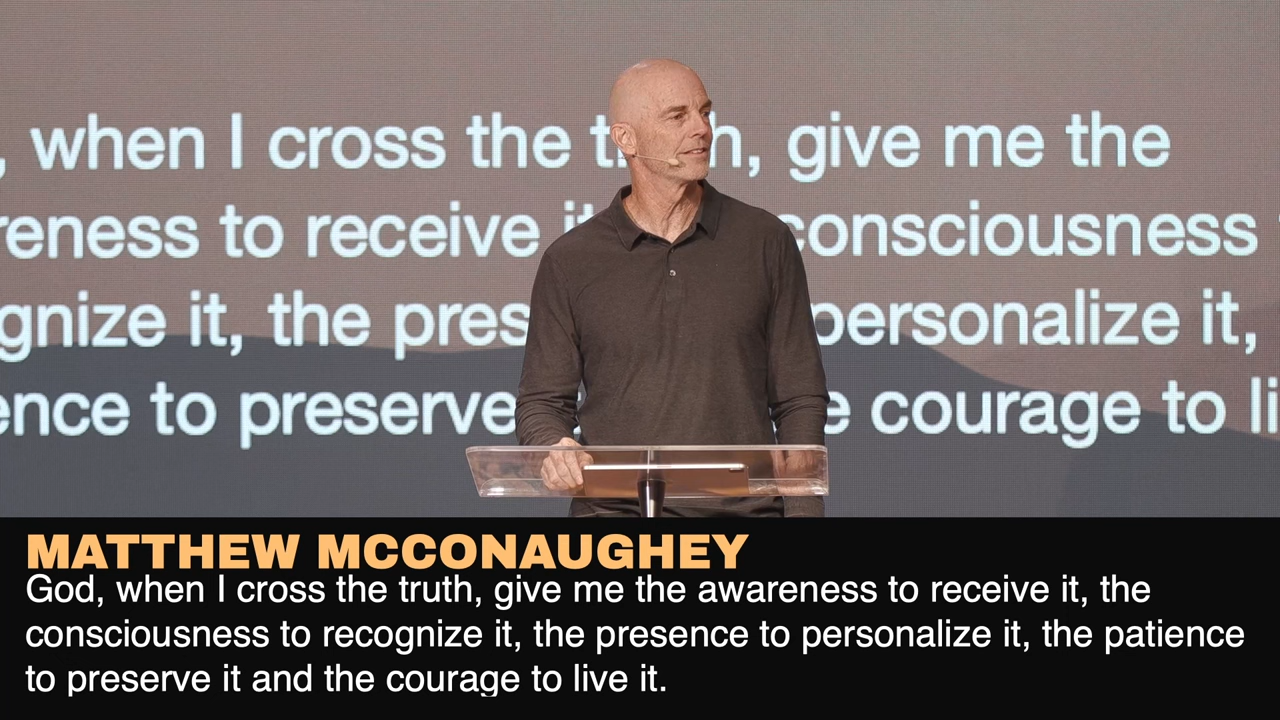 , when I cross the th, give me the
reness to receive it consciousness
gnize it, the pres personalize it,
ence to preserve e courage to li
MATTHEW MCCONAUGHEY
God, when I cross the truth, give me the awareness to receive it, the
consciousness to recognize it, the presence to personalize it, the patience
to preserve it and the courage to live it.